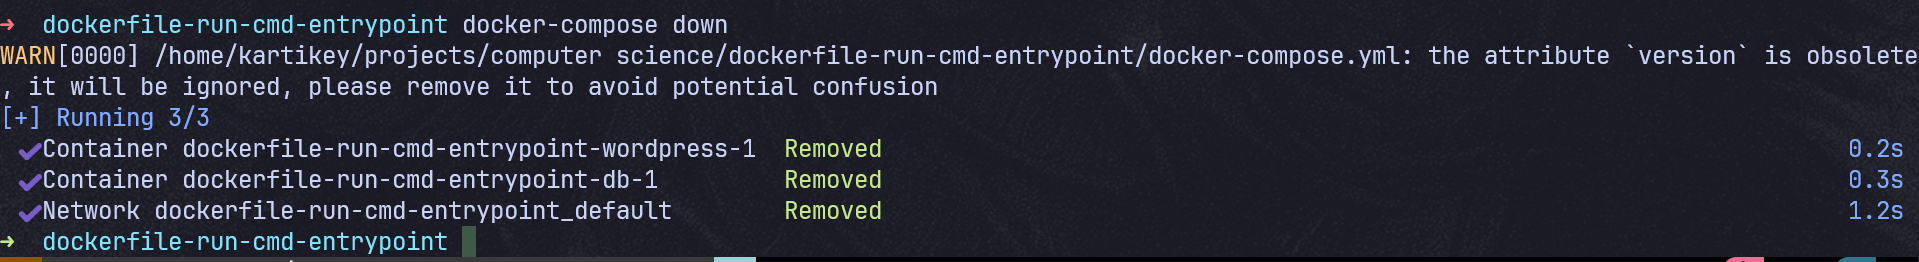 ➜ dockerfile-run-cmd-entrypoint docker-compose down
WARN[0000] /home/kartikey/projects/computer science/dockerfile-run-cmd-entrypoint/docker-compose.yml: the attribute `version` is obsolete
, it will be ignored, please remove it to avoid potential confusion
[+] Running 3/3
✔Container dockerfile-run-cmd-entrypoint-wordpress-1 Removed 0.2s
✔Container dockerfile-run-cmd-entrypoint-db-1 Removed 0.3s
✔Network dockerfile-run-cmd-entrypoint_default Removed 1.2s
➜ dockerfile-run-cmd-entrypoint